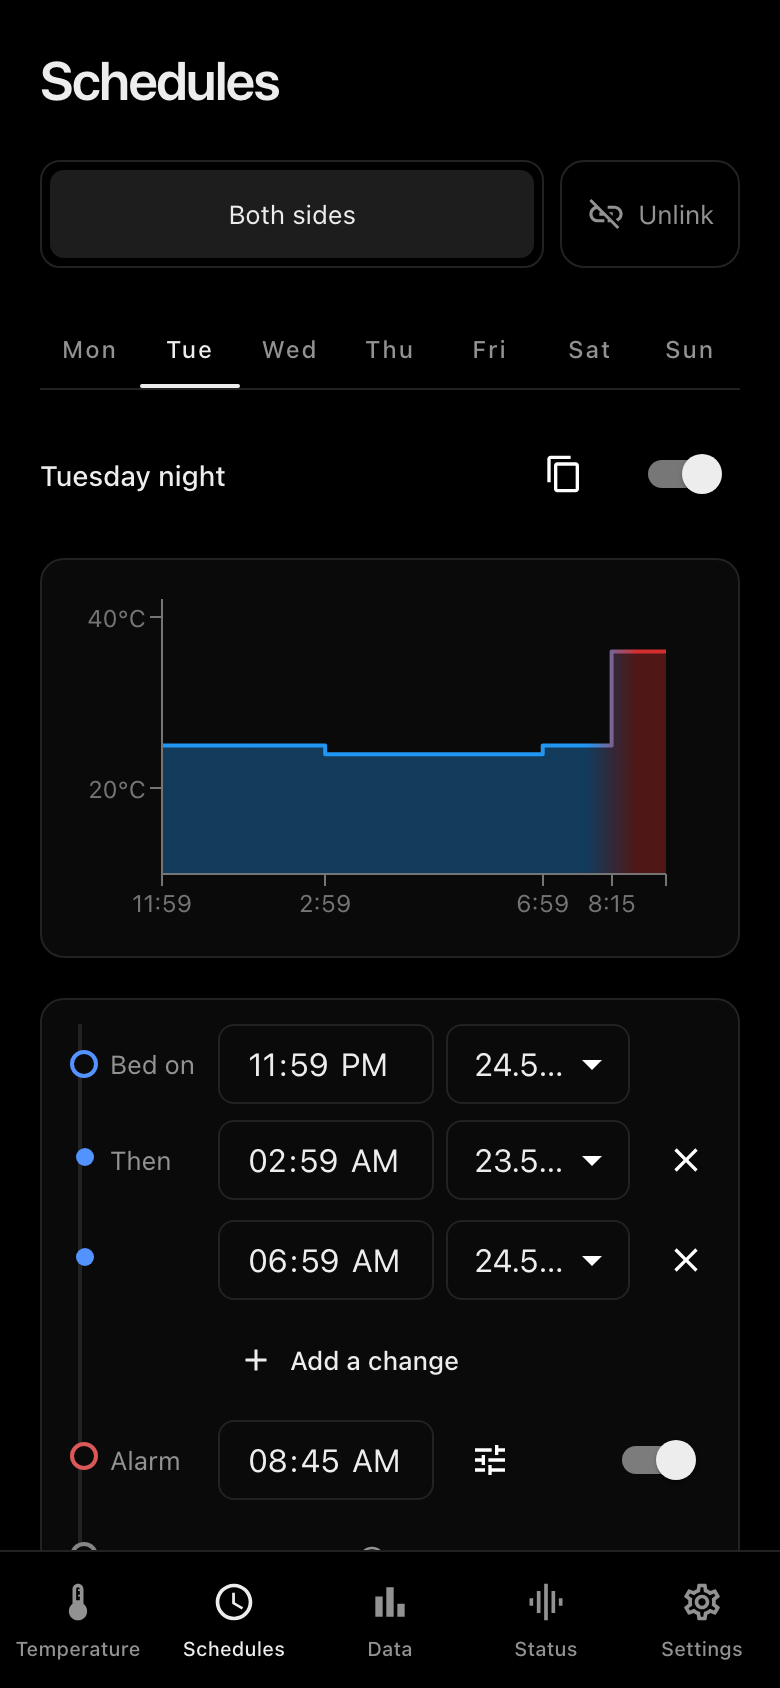 Schedules
Both sides
Unlink
Mon Tue Wed Thu Fri Sat Sun
Tuesday night
40°C
20°C
11:59 2:59 6:59 8:15
Bed on 11:59 PM 24.5...
Then 02:59 AM 23.5...
06:59 AM 24.5...
Add a change
Alarm 08:45 AM
Temperature Schedules Data Status Settings